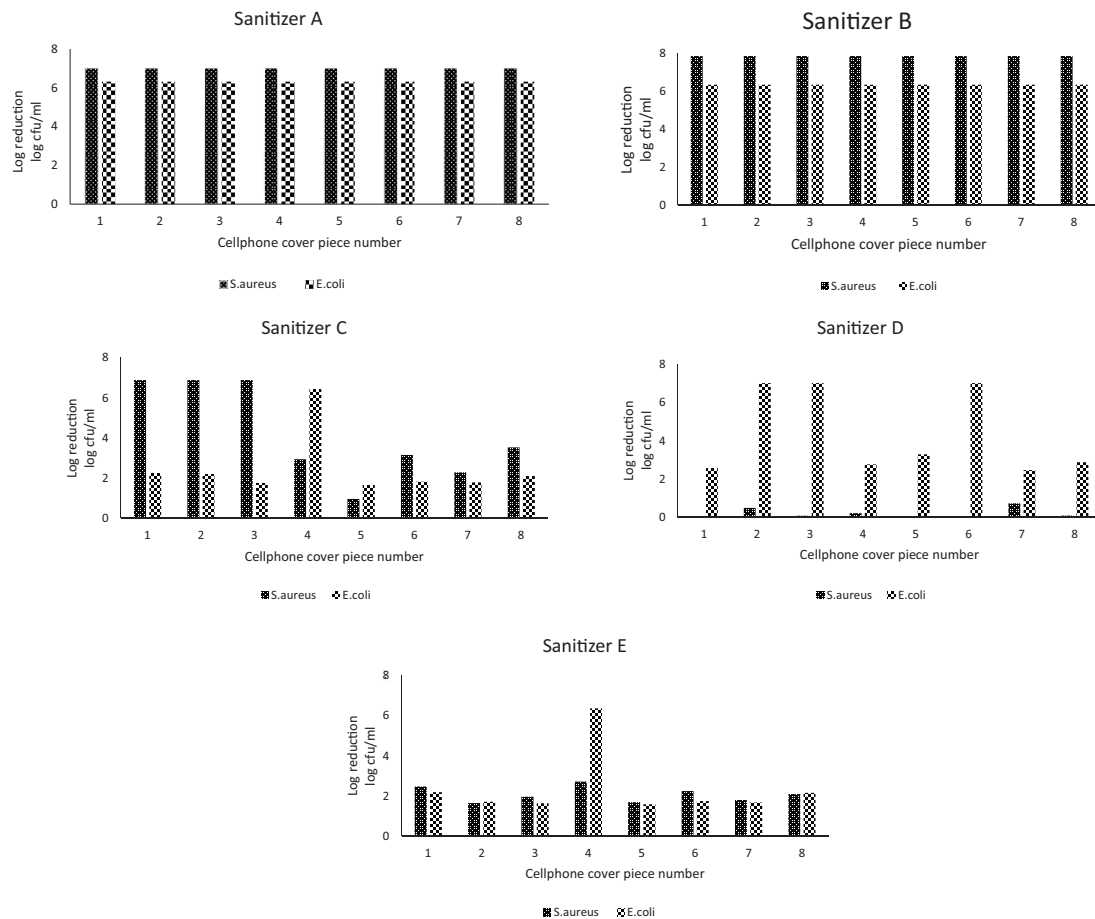 Sanitizer A
8
6
4
2
0
Log reduction
log cfu/ml
1 2 3 4 5 6 7 8
Cellphone cover piece number
S.aureus E.coli
Sanitizer B
8
6
4
2
0
Log reduction
log cfu/ml
1 2 3 4 5 6 7 8
Cellphone cover piece number
S.aureus E.coli
Sanitizer C
8
6
4
2
0
Log reduction
log cfu/ml
1 2 3 4 5 6 7 8
Cellphone cover piece number
S.aureus E.coli
Sanitizer D
8
6
4
2
0
Log reduction
log cfu/ml
1 2 3 4 5 6 7 8
Cellphone cover piece number
S.aureus E.coli
Sanitizer E
8
6
4
2
0
Log reduction
log cfu/ml
1 2 3 4 5 6 7 8
Cellphone cover piece number
S.aureus E.coli